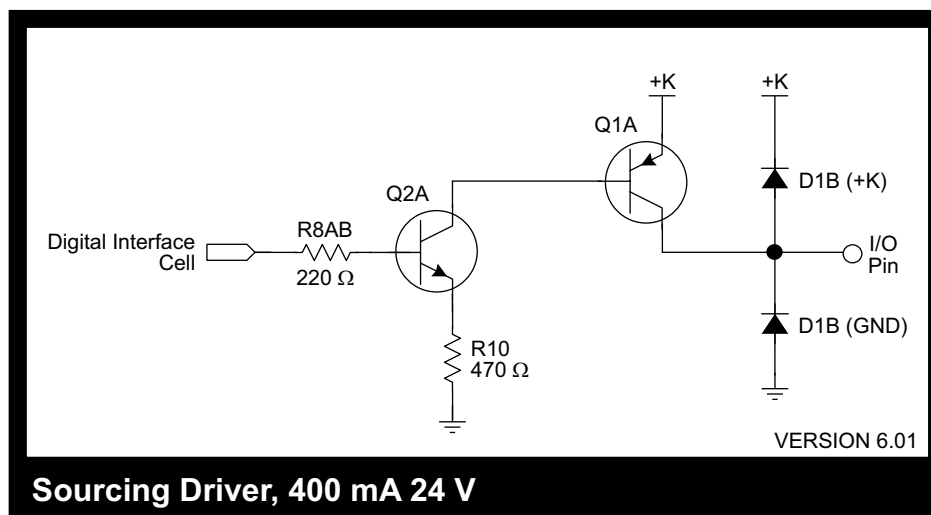 +K
+K
Q1A
Q2A
D1B (+K)
R8AB
Digital Interface
Cell
220 Ω
I/O
Pin
D1B (GND)
R10
470 Ω
VERSION 6.01
Sourcing Driver, 400 mA 24 V